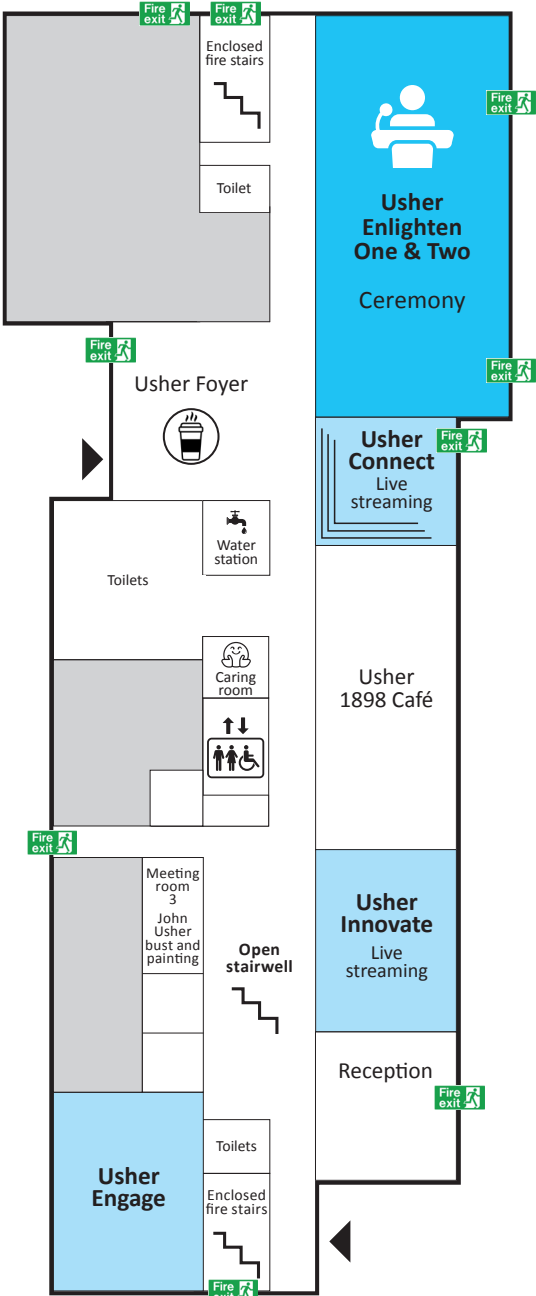 Fire
exit
Fire
exit
Enclosed
fire stairs
Fire
exit
Toilet
Usher
Enlighten
One & Two
Ceremony
Fire
exit
Fire
exit
Usher Foyer
Usher
Connect
Live
streaming
Fire
exit
Water
station
Toilets
Caring
room
Usher
1898 Café
Fire
exit
Meeting
room
3
John
Usher
bust and
painting
Usher
Innovate
Live
streaming
Open
stairwell
Reception
Fire
exit
Toilets
Usher
Engage
Enclosed
fire stairs
Fire
exit